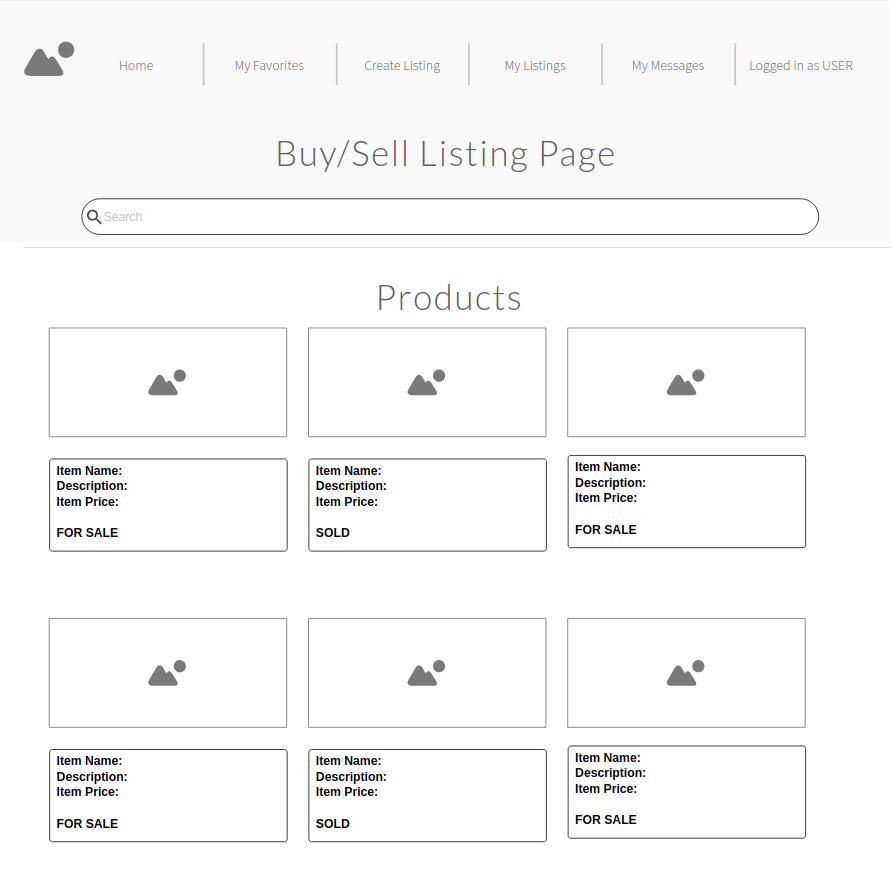 Home
My Favorites
Create Listing
My Listings
My Messages
Logged in as USER
Buy/Sell Listing Page
Search
Products
Item Name:
Description:
Item Price:
FOR SALE
Item Name:
Description:
Item Price:
SOLD
Item Name:
Description:
Item Price:
FOR SALE
Item Name:
Description:
Item Price:
FOR SALE
Item Name:
Description:
Item Price:
SOLD
Item Name:
Description:
Item Price:
FOR SALE